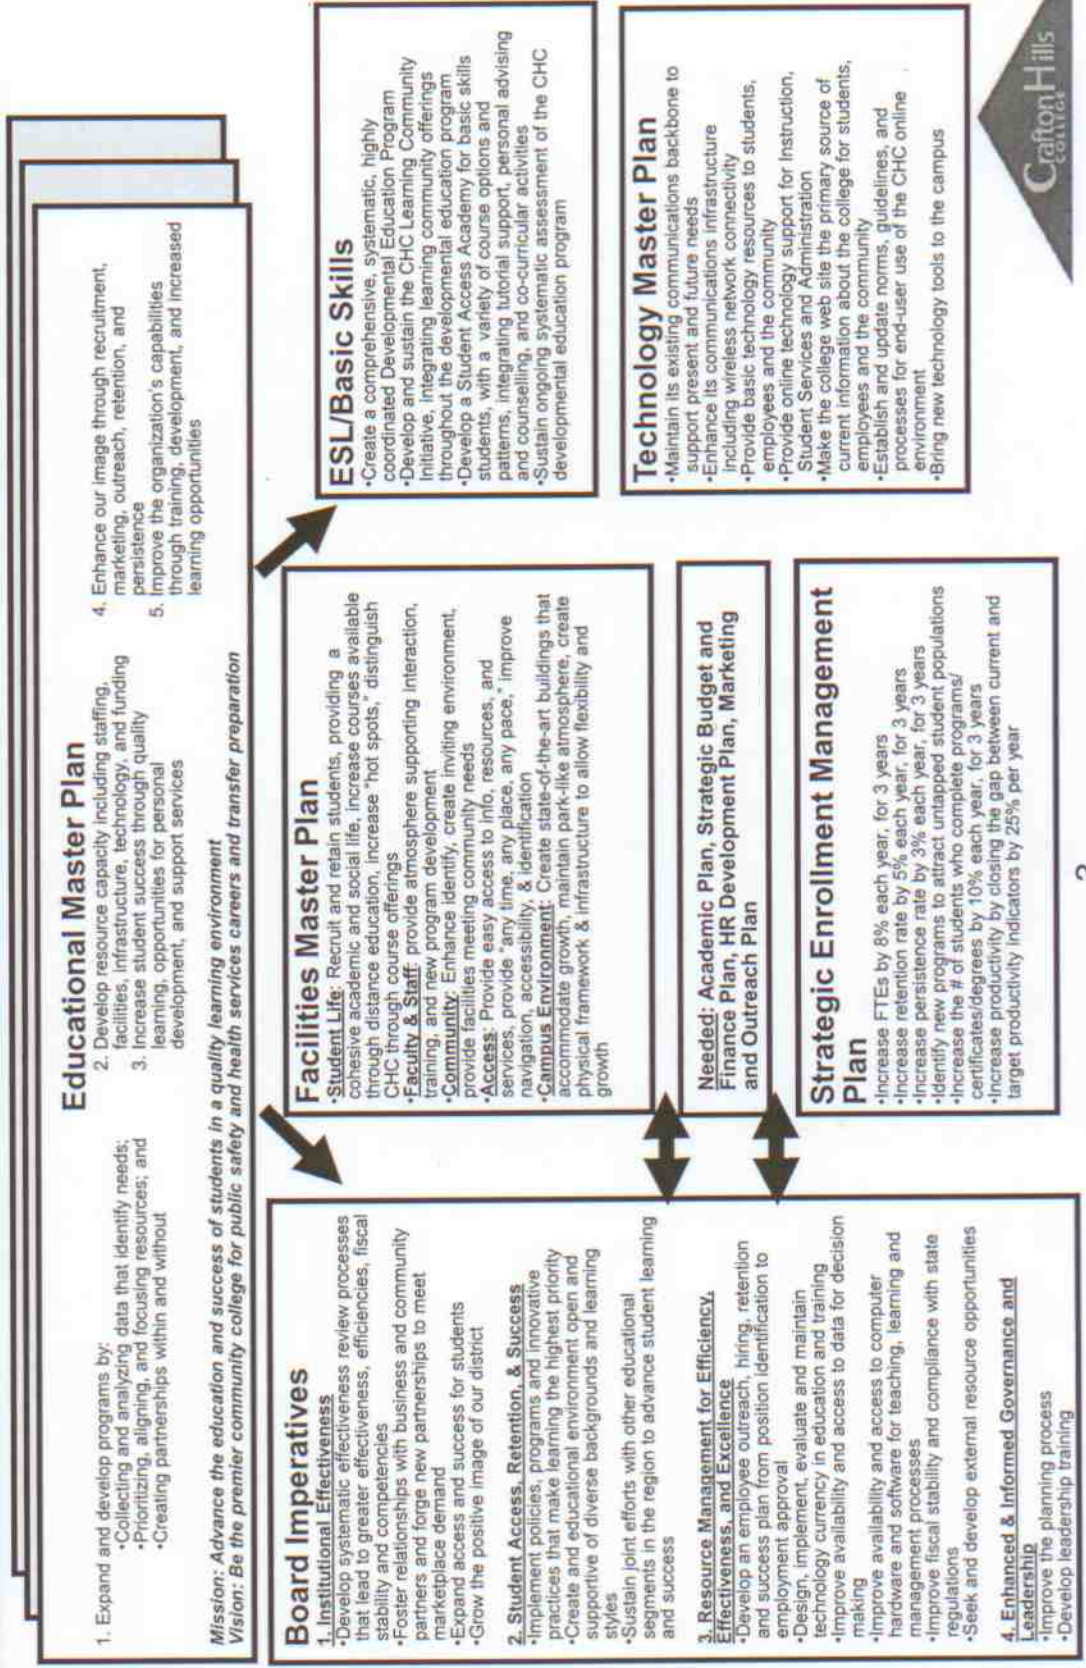 Educational Master Plan
1. Expand and develop programs by:
•Collecting and analyzing data that identify needs;
•Prioritizing, aligning, and focusing resources; and
•Creating partnerships within and without
2. Develop resource capacity including staffing,
facilities, infrastructure, technology, and funding
3. Increase student success through quality
learning, opportunities for personal
development, and support services
4. Enhance our image through recruitment,
marketing, outreach, retention, and
persistence
5. Improve the organization's capabilities
through training, development, and increased
learning opportunities
Mission: Advance the education and success of students in a quality learning environment
Vision: Be the premier community college for public safety and health services careers and transfer preparation
Board Imperatives
1. Institutional Effectiveness
•Develop systematic effectiveness review processes
that lead to greater effectiveness, efficiencies, fiscal
stability and competencies
•Foster relationships with business and community
partners and forge new partnerships to meet
marketplace demand
•Expand access and success for students
•Grow the positive image of our district
2. Student Access, Retention, & Success
•Implement policies, programs and innovative
practices that make learning the highest priority
•Create and educational environment open and
supportive of diverse backgrounds and learning
styles
•Sustain joint efforts with other educational
segments in the region to advance student learning
and success
3. Resource Management for Efficiency,
Effectiveness, and Excellence
•Develop an employee outreach, hiring, retention
and success plan from position identification to
employment approval
•Design, implement, evaluate and maintain
technology currency in education and training
•Improve availability and access to data for decision
making
•Improve availability and access to computer
hardware and software for teaching, learning and
management processes
•Improve fiscal stability and compliance with state
regulations
•Seek and develop external resource opportunities
4. Enhanced & Informed Governance and
Leadership
•Improve the planning process
•Develop leadership training
Facilities Master Plan
•Student Life: Recruit and retain students, providing a
cohesive academic and social life, increase courses available
through distance education, increase "hot spots," distinguish
CHC through course offerings
•Faculty & Staff: provide atmosphere supporting interaction,
training, and new program development
•Community: Enhance identify, create inviting environment,
provide facilities meeting community needs
•Access: Provide easy access to info, resources, and
services, provide "any time, any place, any pace," improve
navigation, accessibility, & identification
•Campus Environment: Create state-of-the-art buildings that
accommodate growth, maintain park-like atmosphere, create
physical framework & infrastructure to allow flexibility and
growth
Needed: Academic Plan, Strategic Budget and
Finance Plan, HR Development Plan, Marketing
and Outreach Plan
Strategic Enrollment Management
Plan
•Increase FTEs by 8% each year, for 3 years
•Increase retention rate by 5% each year, for 3 years
•Increase persistence rate by 3% each year, for 3 years
•Identify new programs to attract untapped student populations
•Increase the # of students who complete programs/
certificates/degrees by 10% each year, for 3 years
•Increase productivity by closing the gap between current and
target productivity indicators by 25% per year
ESL/Basic Skills
•Create a comprehensive, systematic, highly
coordinated Developmental Education Program
•Develop and sustain the CHC Learning Community
Initiative, integrating learning community offerings
throughout the developmental education program
•Develop a Student Access Academy for basic skills
students, with a variety of course options and
patterns, integrating tutorial support, personal advising
and counselling, and co-curricular activities
•Sustain ongoing systematic assessment of the CHC
developmental education program
Technology Master Plan
•Maintain its existing communications backbone to
support present and future needs
•Enhance its communications infrastructure
including wireless network connectivity
•Provide basic technology resources to students,
employees and the community
•Provide online technology support for Instruction,
Student Services and Administration
•Make the college web site the primary source of
current information about the college for students,
employees and the community
•Establish and update norms, guidelines, and
processes for end-user use of the CHC online
environment
•Bring new technology tools to the campus
Crafton Hills
COLLEGE